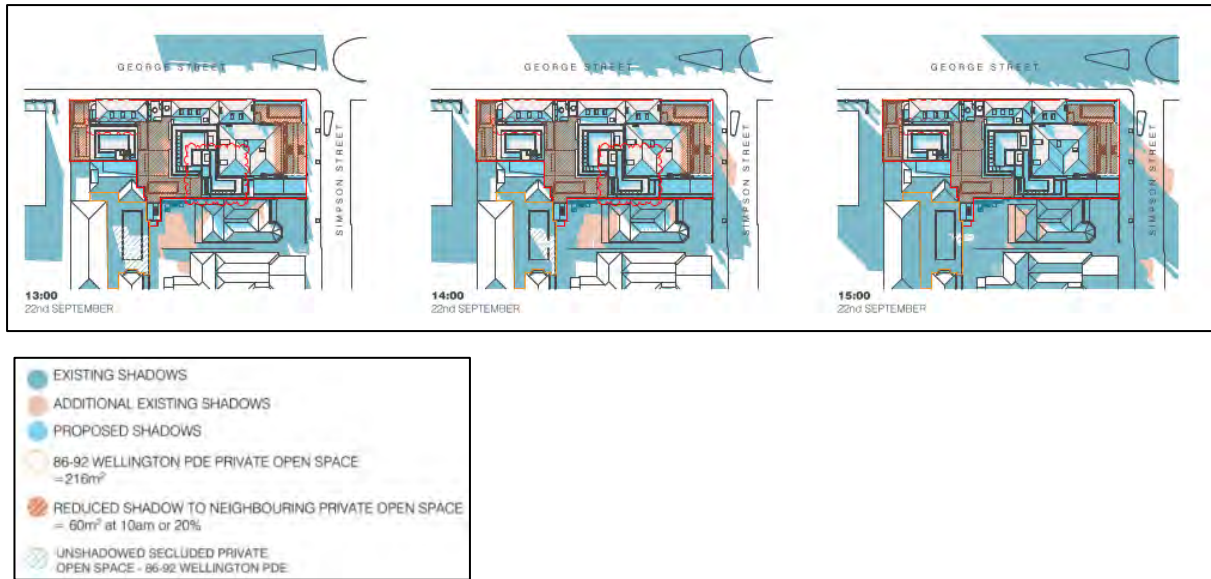 GEORGE STREET
SIMPSON STREET
13:00
22nd SEPTEMBER
GEORGE STREET
SIMPSON STREET
14:00
22nd SEPTEMBER
GEORGE STREET
SIMPSON STREET
15:00
22nd SEPTEMBER
EXISTING SHADOWS
ADDITIONAL EXISTING SHADOWS
PROPOSED SHADOWS
86-92 WELLINGTON PDE PRIVATE OPEN SPACE
=216m²
REDUCED SHADOW TO NEIGHBOURING PRIVATE OPEN SPACE
= 60m² at 10am or 20%
UNSHADOWED SECLUDED PRIVATE
OPEN SPACE - 86-92 WELLINGTON PDE